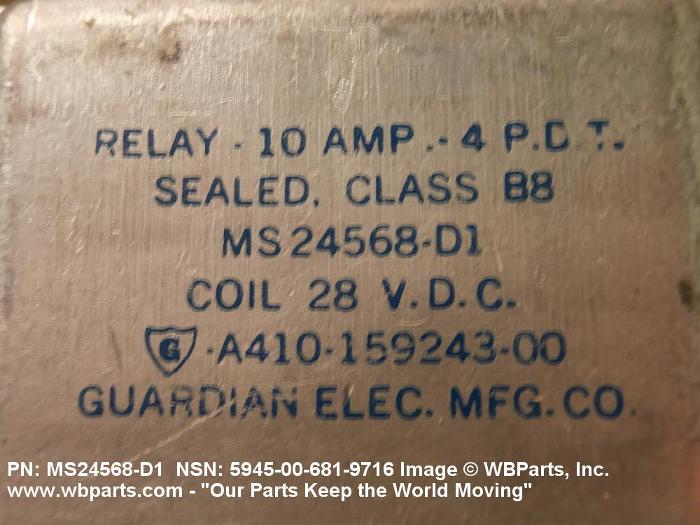 RELAY - 10 AMP.- 4 P.D.T.
SEALED, CLASS B8
MS24568-D1
COIL 28 V.D.C.
G -A410-159243-00
GUARDIAN ELEC. MFG. CO.
PN: MS24568-D1 NSN: 5945-00-681-9716 Image © WBParts, Inc.
www.wbparts.com - "Our Parts Keep the World Moving"